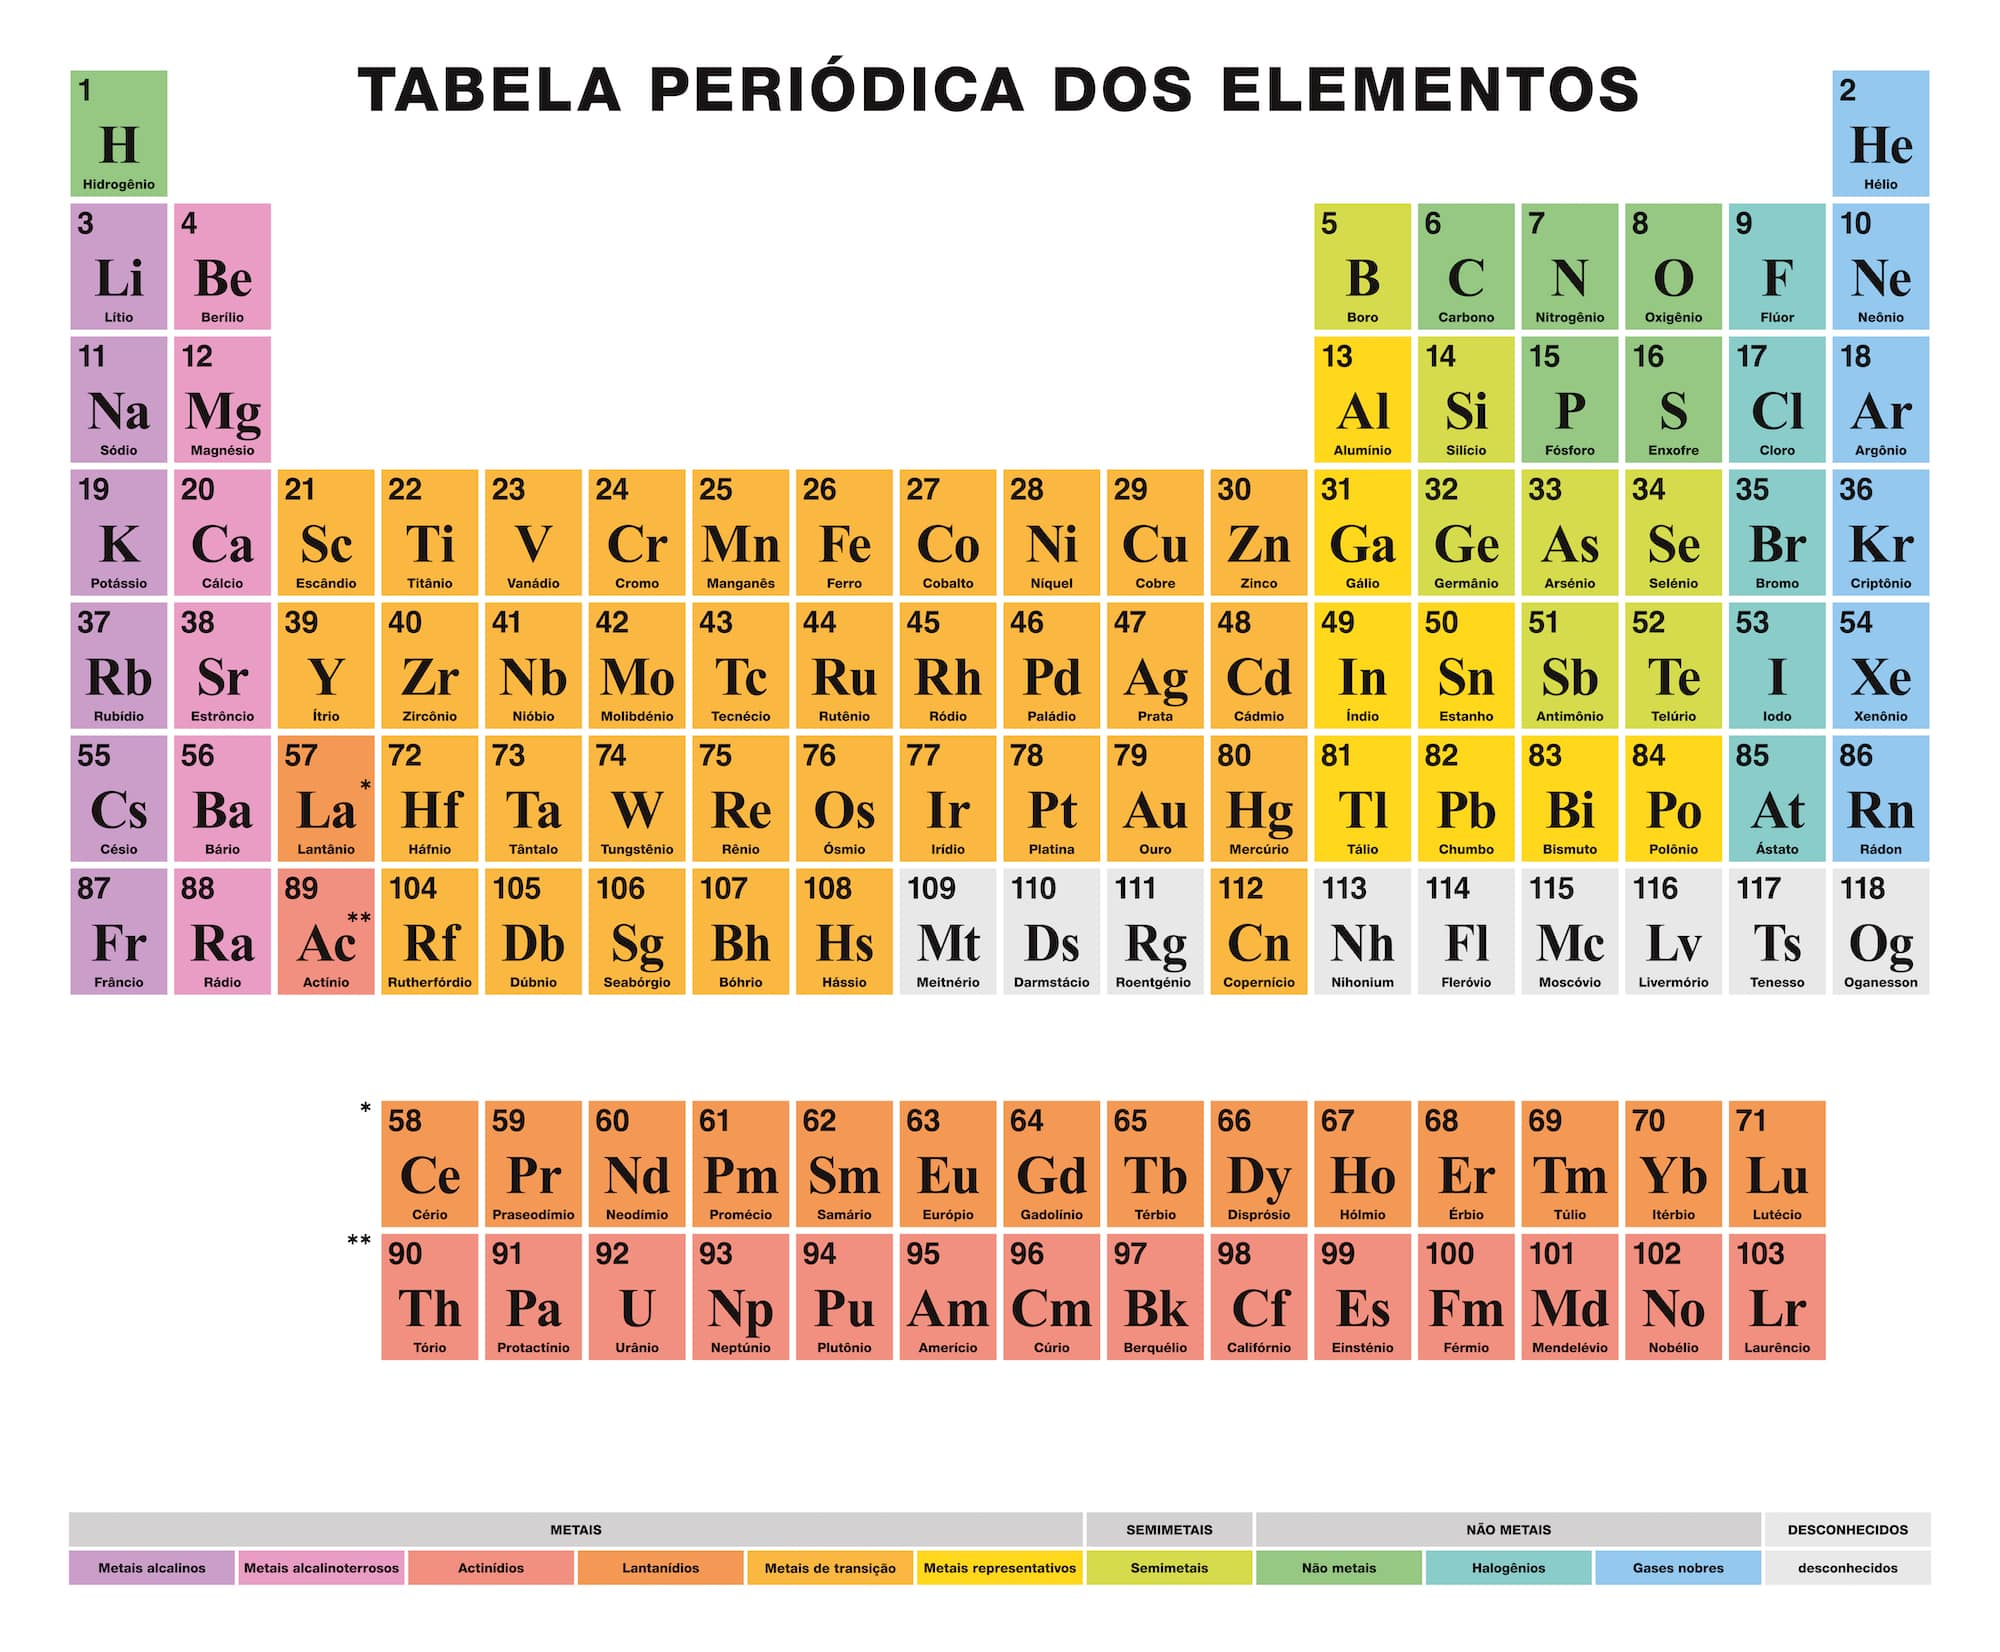 TABELA PERIÓDICA DOS ELEMENTOS
1 2
H He
Hidrogênio Hélio
3 4 5 6 7 8 9 10
Li Be B C N O F Ne
Lítio Berílio Boro Carbono Nitrogênio Oxigênio Flúor Neônio
11 12 13 14 15 16 17 18
Na Mg Al Si P S Cl Ar
Sódio Magnésio Alumínio Silício Fósforo Enxofre Cloro Argônio
19 20 21 22 23 24 25 26 27 28 29 30 31 32 33 34 35 36
K Ca Sc Ti V Cr Mn Fe Co Ni Cu Zn Ga Ge As Se Br Kr
Potássio Cálcio Escândio Titânio Vanádio Cromo Manganês Ferro Cobalto Níquel Cobre Zinco Gálio Germânio Arsénio Selénio Bromo Criptônio
37 38 39 40 41 42 43 44 45 46 47 48 49 50 51 52 53 54
Rb Sr Y Zr Nb Mo Tc Ru Rh Pd Ag Cd In Sn Sb Te I Xe
Rubídio Estrôncio Ítrio Zircônio Nióbio Molibdénio Tecnécio Rutênio Ródio Paládio Prata Cádmio Índio Estanho Antimônio Telúrio Iodo Xenônio
55 56 57 72 73 74 75 76 77 78 79 80 81 82 83 84 85 86
Cs Ba La* Hf Ta W Re Os Ir Pt Au Hg Tl Pb Bi Po At Rn
Césio Bário Lantânio Háfnio Tântalo Tungstênio Rênio Ósmio Irídio Platina Ouro Mercúrio Tálio Chumbo Bismuto Polônio Ástato Rádon
87 88 89 104 105 106 107 108 109 110 111 112 113 114 115 116 117 118
Fr Ra Ac** Rf Db Sg Bh Hs Mt Ds Rg Cn Nh Fl Mc Lv Ts Og
Frâncio Rádio Actínio Rutherfórdio Dúbnio Seabórgio Bóhrio Hássio Meitnério Darmstácio Roentgénio Copernício Nihonium Fleróvio Moscóvio Livermório Tenesso Oganesson
* 58 59 60 61 62 63 64 65 66 67 68 69 70 71
Ce Pr Nd Pm Sm Eu Gd Tb Dy Ho Er Tm Yb Lu
Cério Praseodímio Neodímio Promécio Samário Európio Gadolínio Térbio Disprósio Hólmio Érbio Túlio Itérbio Lutécio
** 90 91 92 93 94 95 96 97 98 99 100 101 102 103
Th Pa U Np Pu Am Cm Bk Cf Es Fm Md No Lr
Tório Protactínio Urânio Neptúnio Plutônio Amerício Cúrio Berquélio Califórnio Einsténio Férmio Mendelévio Nobélio Laurêncio
METAIS SEMIMETAIS NÃO METAIS DESCONHECIDOS
Metais alcalinos Metais alcalinoterrosos Actinídios Lantanídios Metais de transição Metais representativos Semimetais Não metais Halogênios Gases nobres desconhecidos